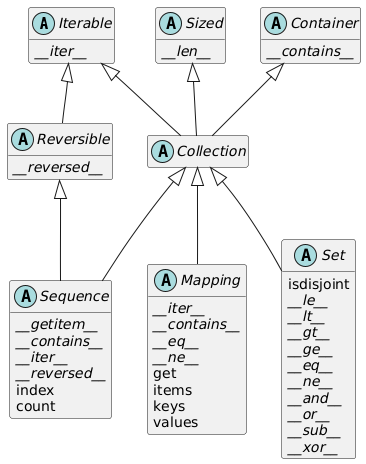 A Iterable
__iter__
A Sized
__len__
A Container
__contains__
A Reversible
__reversed__
A Collection
A Sequence
__getitem__
__contains__
__iter__
__reversed__
index
count
A Mapping
__iter__
__contains__
__eq__
__ne__
get
items
keys
values
A Set
isdisjoint
__le__
__lt__
__gt__
__ge__
__eq__
__ne__
__and__
__or__
__sub__
__xor__